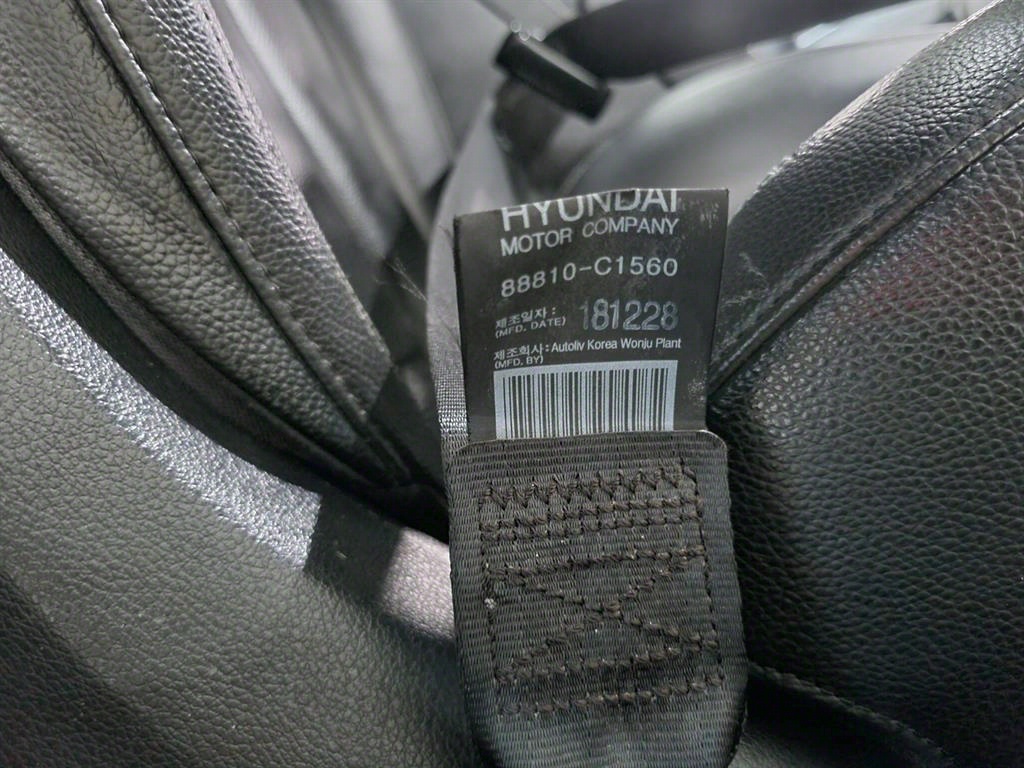 HYUNDAI
MOTOR COMPANY
88810-C1560
제조일자 : 181228
(MFD. DATE)
제조회사 : Autoliv Korea Wonju Plant
(MFD. BY)